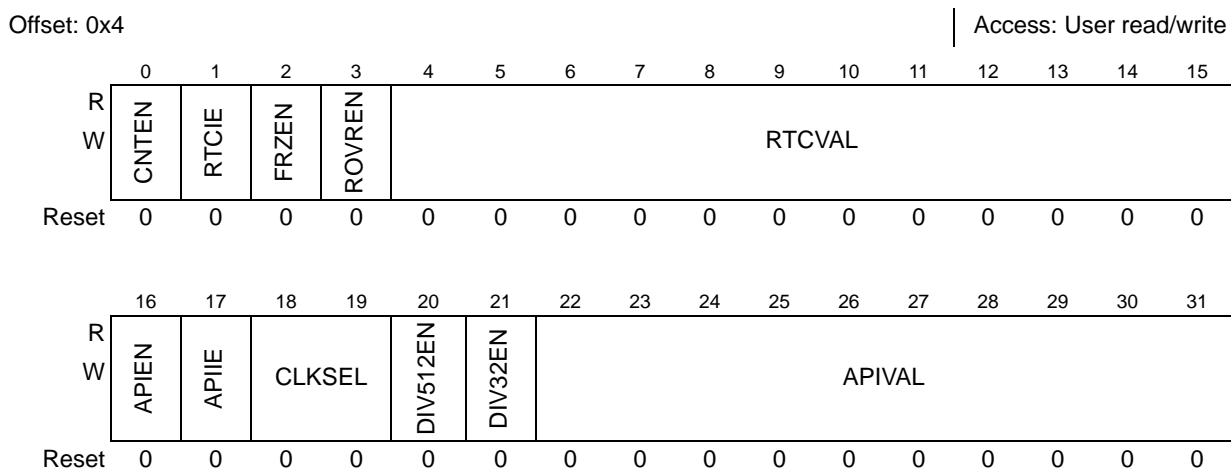 Offset: 0x4 Access: User read/write
0 1 2 3 4 5 6 7 8 9 10 11 12 13 14 15
R
W CNTEN RTCIE FRZEN ROVREN RTCVAL
Reset 0 0 0 0 0 0 0 0 0 0 0 0 0 0 0 0
16 17 18 19 20 21 22 23 24 25 26 27 28 29 30 31
R
W APIEN APIIE CLKSEL DIV512EN DIV32EN APIVAL
Reset 0 0 0 0 0 0 0 0 0 0 0 0 0 0 0 0